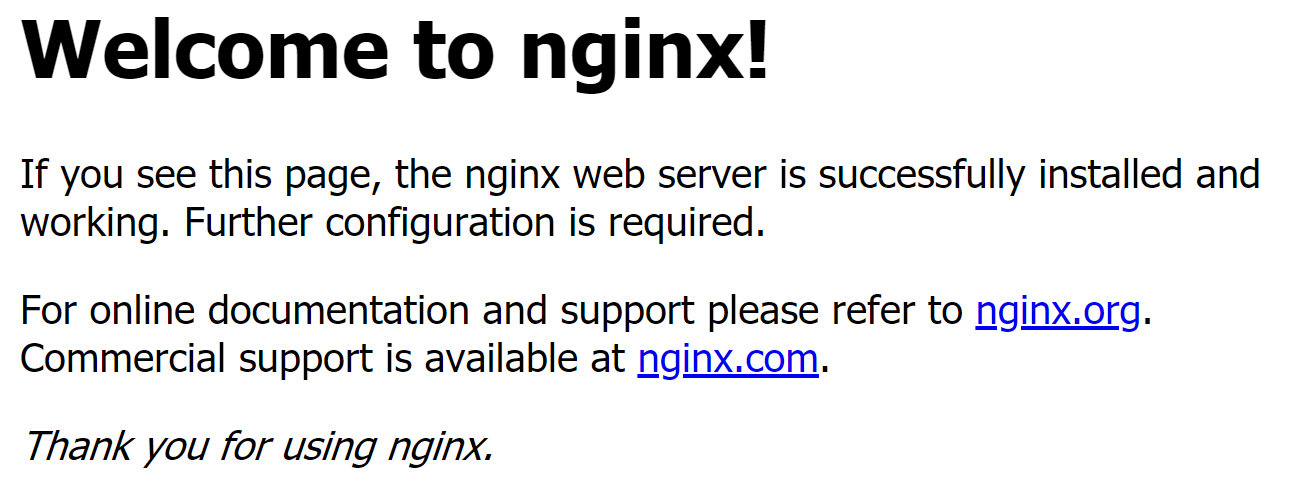 Welcome to nginx!
If you see this page, the nginx web server is successfully installed and
working. Further configuration is required.
For online documentation and support please refer to nginx.org.
Commercial support is available at nginx.com.
Thank you for using nginx.